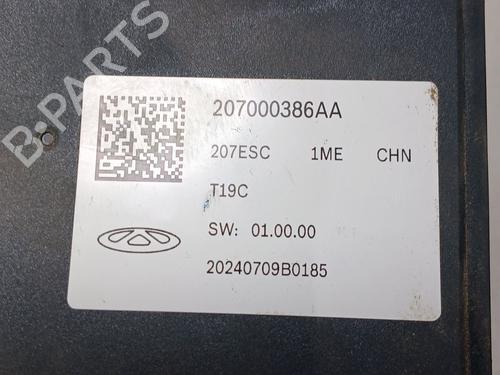 B-PARTS
207000386AA
207ESC 1ME CHN
T19C
SW: 01.00.00
20240709B0185